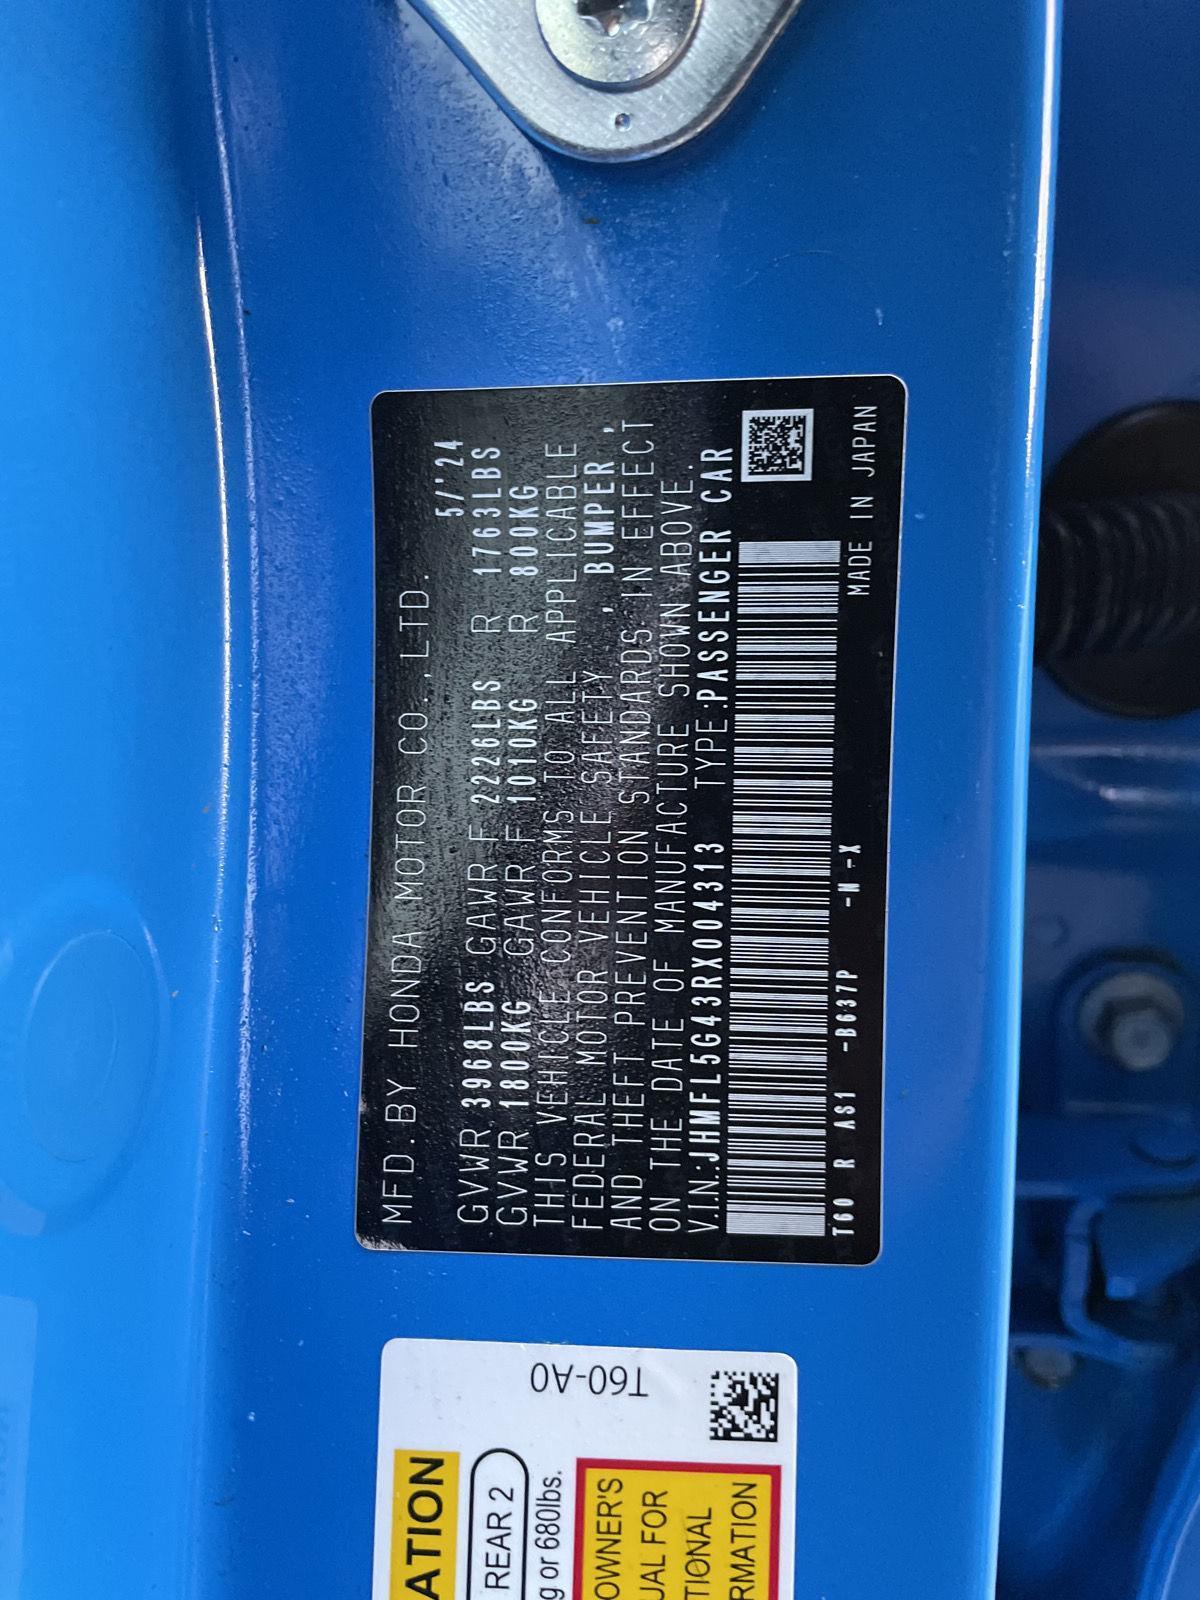 MFD. BY HONDA MOTOR CO., LTD.
5/'24
GVWR 3968LBS GAWR F 2226LBS R 1763LBS
GVWR 1800KG GAWR F 1010KG R 800KG
THIS VEHICLE CONFORMS TO ALL APPLICABLE
FEDERAL MOTOR VEHICLE SAFETY , BUMPER ,
AND THEFT PREVENTION STANDARDS IN EFFECT
ON THE DATE OF MANUFACTURE SHOWN ABOVE.
V.I.N.:JHMFL5G43RX004313 TYPE:PASSENGER CAR
T60 R AS1 -B637P -N -X
MADE IN JAPAN
T60-A0
ATION
REAR 2
g or 680lbs.
OWNER'S
UAL FOR
TIONAL
RMATION